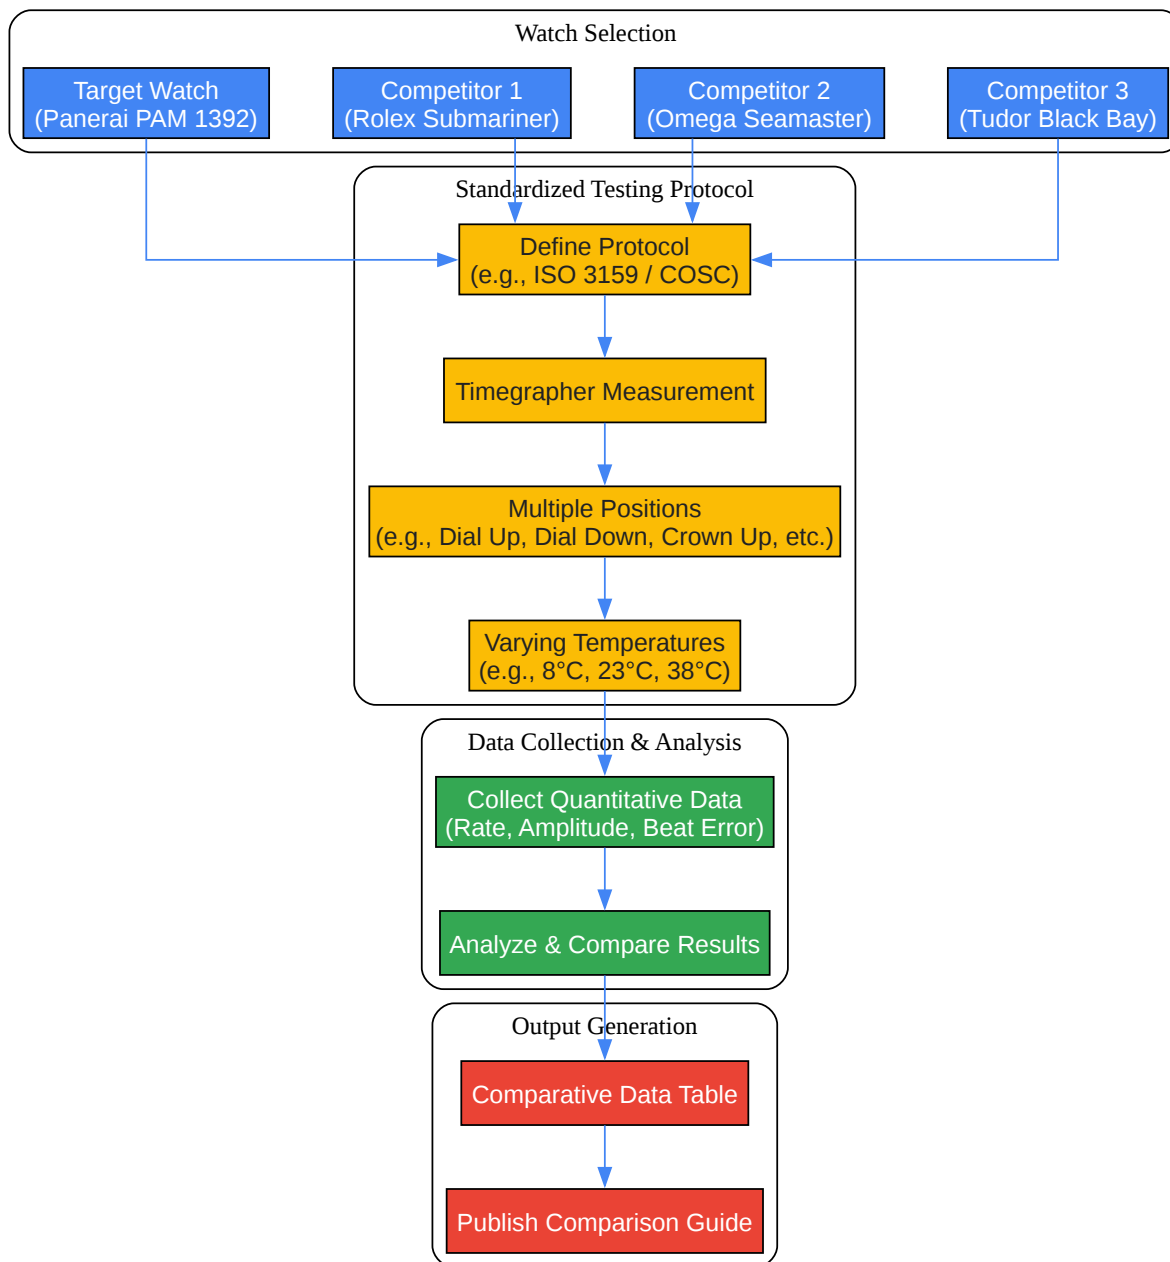 Watch Selection
Target Watch
(Panerai PAM 1392)
Competitor 1
(Rolex Submariner)
Competitor 2
(Omega Seamaster)
Competitor 3
(Tudor Black Bay)
Standardized Testing Protocol
Define Protocol
(e.g., ISO 3159 / COSC)
Timegrapher Measurement
Multiple Positions
(e.g., Dial Up, Dial Down, Crown Up, etc.)
Varying Temperatures
(e.g., 8°C, 23°C, 38°C)
Data Collection & Analysis
Collect Quantitative Data
(Rate, Amplitude, Beat Error)
Analyze & Compare Results
Output Generation
Comparative Data Table
Publish Comparison Guide